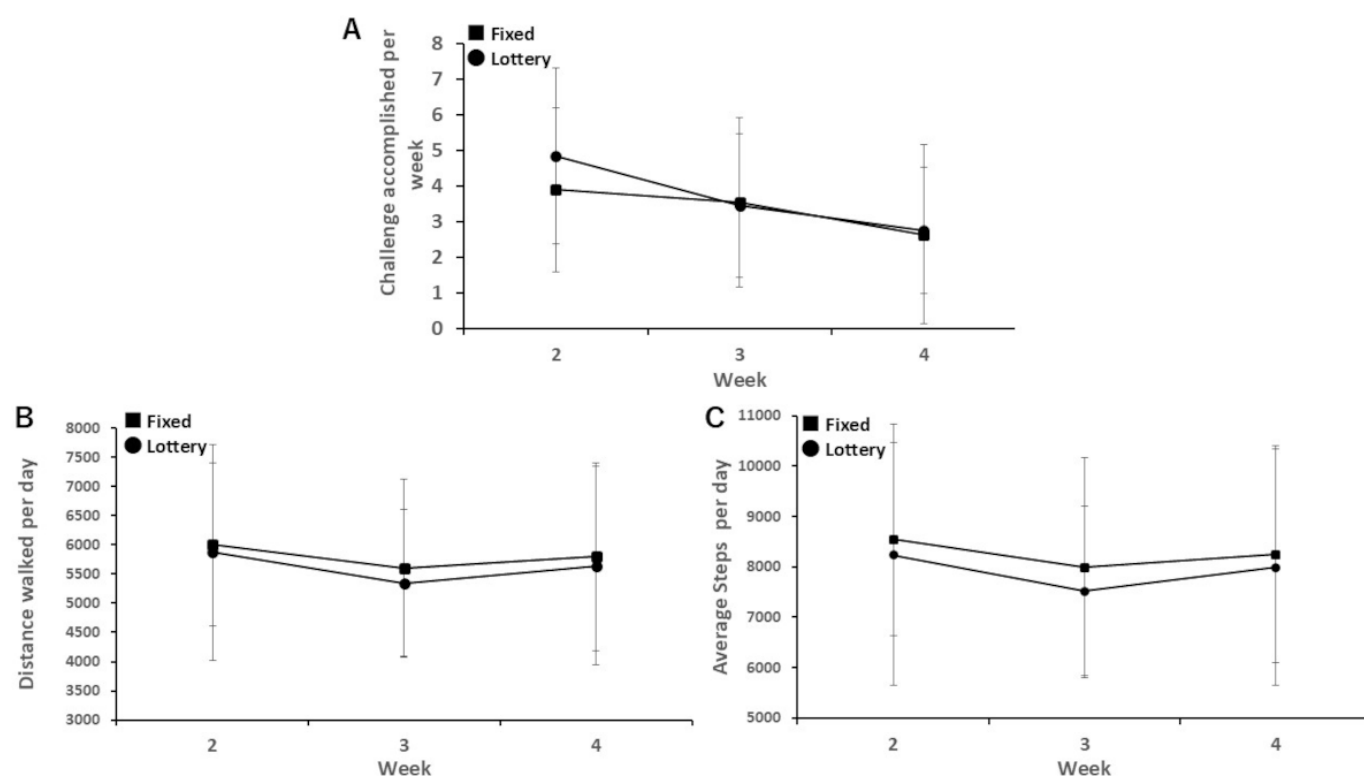 A
Fixed
Lottery
Challenge accomplished per
week
8
7
6
5
4
3
2
1
0
2 3 4
Week
B
Fixed
Lottery
Distance walked per day
8000
7500
7000
6500
6000
5500
5000
4500
4000
3500
3000
2 3 4
Week
C
Fixed
Lottery
Average Steps per day
11000
10000
9000
8000
7000
6000
5000
2 3 4
Week